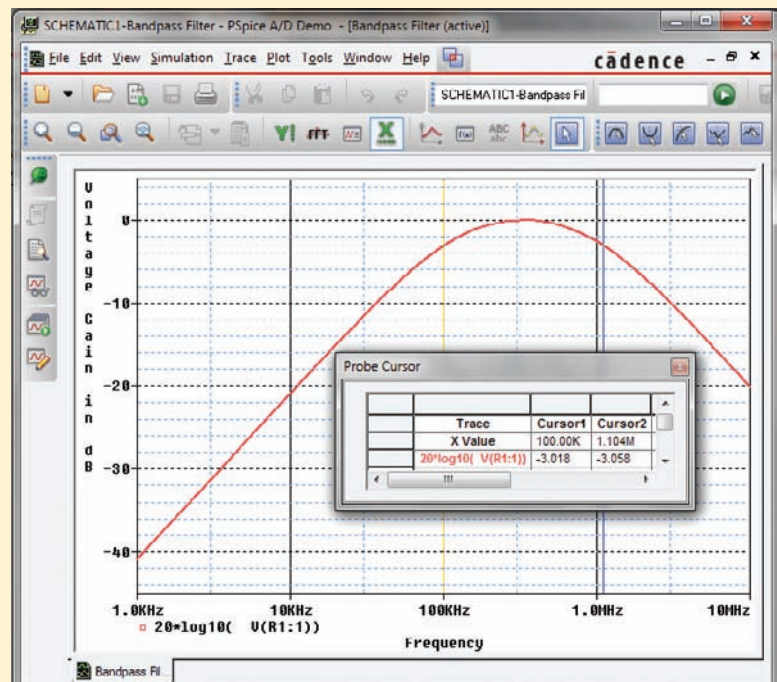 SCHEMATIC1-Bandpass Filter - PSpice A/D Demo - [Bandpass Filter (active)]
File Edit View Simulation Trace Plot Tools Window Help
cādence
SCHEMATIC1-Bandpass Fil
ABC
Voltage Gain in dB
0
-10
-20
-30
-40
Probe Cursor
Trace Cursor1 Cursor2
X Value 100.00K 1.104M
20*log10( V(R1:1)) -3.018 -3.058
1.0KHz 10KHz 100KHz 1.0MHz 10MHz
20*log10( V(R1:1))
Frequency
Bandpass Fil...